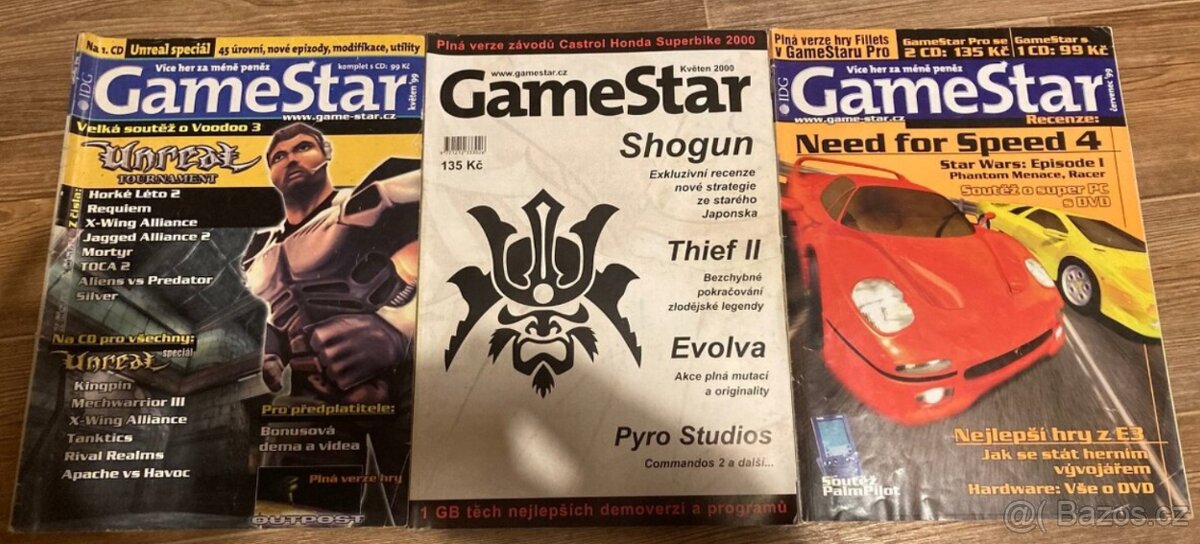 Na 1. CD Unreal speciál 45 úrovní, nové epizody, modifikace, utility
Více her za méně peněz komplet s CD: 99 Kč
IDG
GameStar
květen '99
www.game-star.cz
Velká soutěž o Voodoo 3
Unreal
TOURNAMENT
Z čísla:
Horké Léto 2
Requiem
X-Wing Alliance
Jagged Alliance 2
Mortyr
TOCA 2
Aliens vs Predator
Silver
Na CD pro všechny:
Unreal speciál
Kingpin
Mechwarrior III
X-Wing Alliance
Tanktics
Rival Realms
Apache vs Havoc
Pro předplatitele:
Bonusová
dema a videa
Plná verze hry
OUTPOST
Plná verze závodů Castrol Honda Superbike 2000
www.gamestar.cz Květen 2000
GameStar
135 Kč
Shogun
Exkluzivní recenze
nové strategie
ze starého
Japonska
Thief II
Bezchybné
pokračování
zlodějské legendy
Evolva
Akce plná mutací
a originality
Pyro Studios
Commandos 2 a další...
1 GB těch nejlepších demoverzí a programů
Plná verze hry Fillets
v GameStaru Pro
GameStar Pro se
2 CD: 135 Kč
GameStar s
1 CD: 99 Kč
Více her za méně peněz
IDG
GameStar
červenec '99
www.game-star.cz
Recenze:
Need for Speed 4
Star Wars: Episode I
Phantom Menace, Racer
Soutěž o super PC
s DVD
Nejlepší hry z E3
Jak se stát herním
vývojářem
Hardware: Vše o DVD
Soutěž
PalmPilot
@( Bazoš.cz